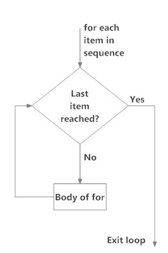 for each
item in
sequence
Last
item
reached?
Yes
No
Body of for
Exit loop